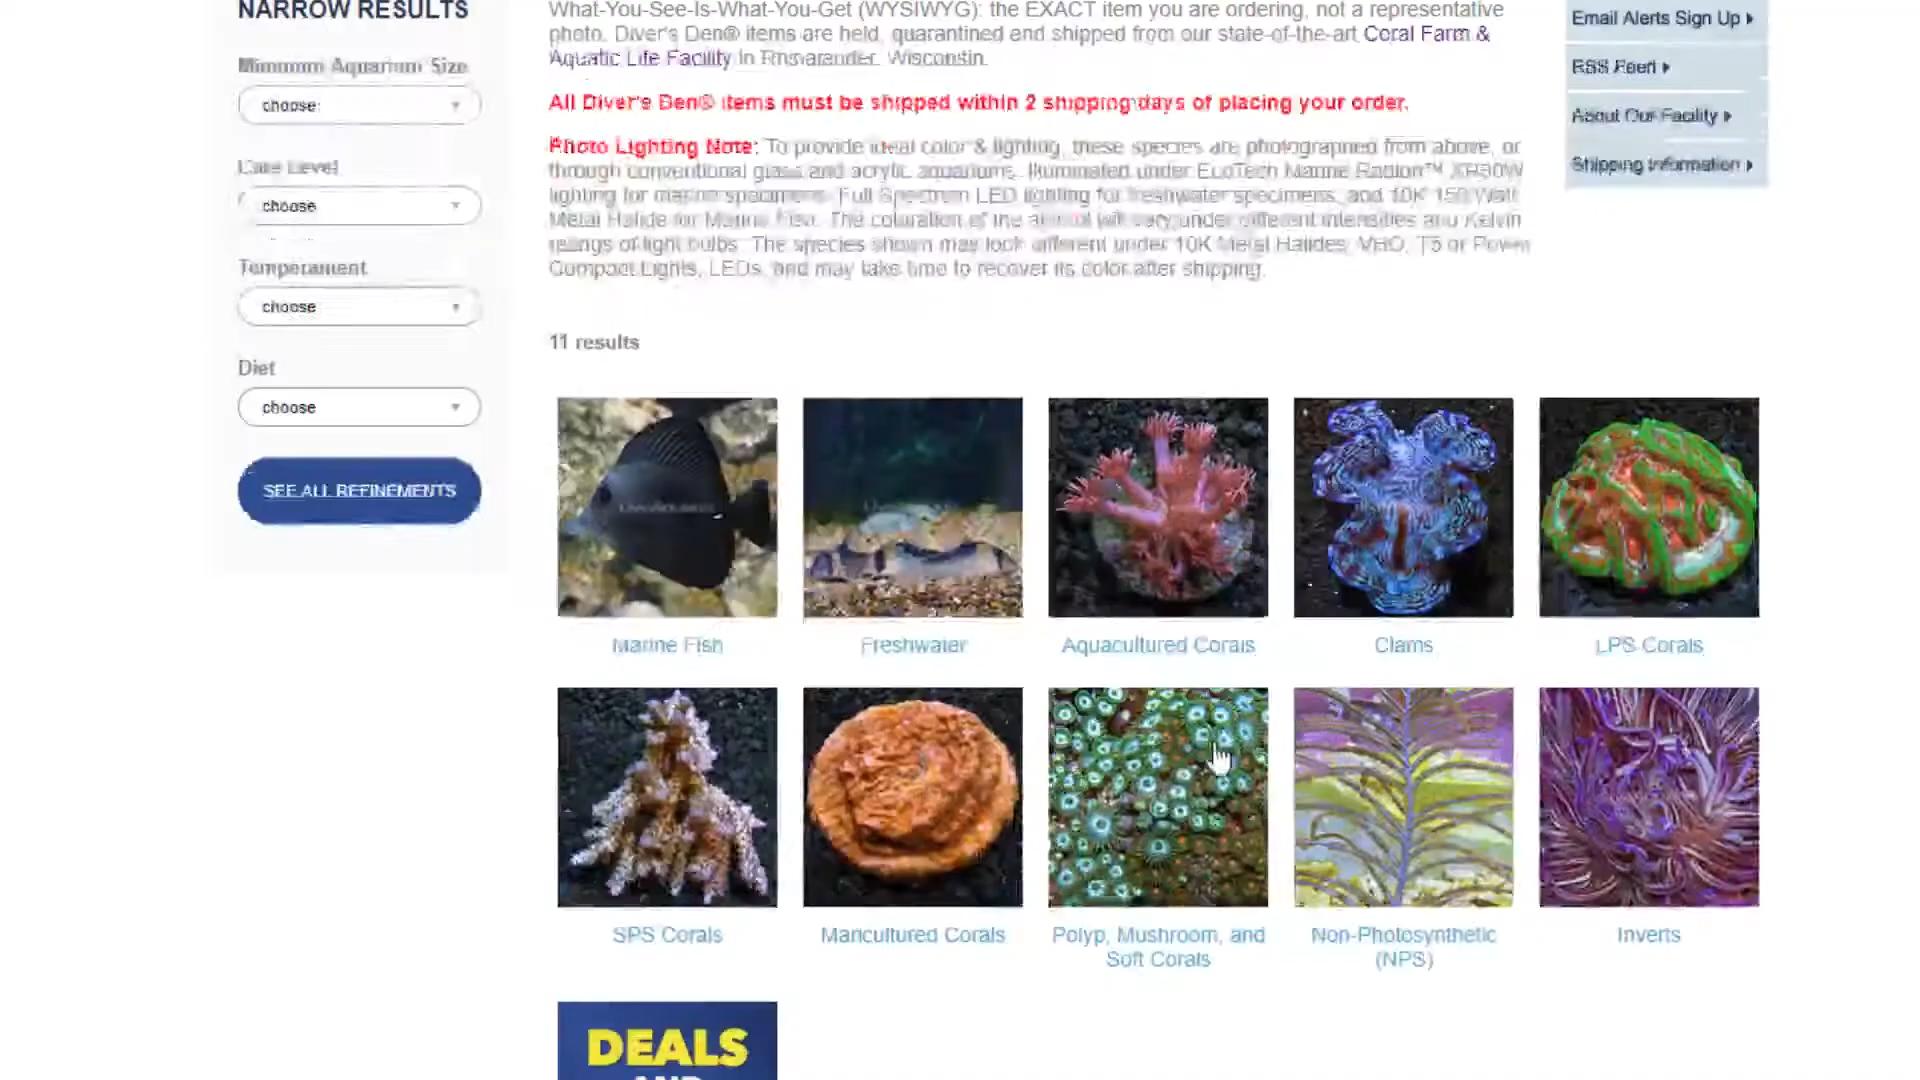 NARROW RESULTS
Minimum Aquarium Size
choose
Care Level
choose
Temperament
choose
Diet
choose
SEE ALL REFINEMENTS
What-You-See-Is-What-You-Get (WYSIWYG): the EXACT item you are ordering, not a representative
photo. Diver's Den® items are held, quarantined and shipped from our state-of-the-art Coral Farm &
Aquatic Life Facility in Rhinelander, Wisconsin.
All Diver's Den® items must be shipped within 2 shipping days of placing your order.
Photo Lighting Note: To provide ideal color & lighting, these species are photographed from above, or
through conventional glass and acrylic aquariums. Illuminated under EcoTech Marine Radion™ XR30W
lighting for marine specimens, Full Spectrum LED lighting for freshwater specimens, and 10K 150 Watt
Metal Halide for Marine Fish. The coloration of the animal will vary under different intensities and Kelvin
ratings of light bulbs. The species shown may look different under 10K Metal Halides, VHO, T5 or Power
Compact Lights, LEDs, and may take time to recover its color after shipping.
11 results
Marine Fish
Freshwater
Aquacultured Corals
Clams
LPS Corals
SPS Corals
Maricultured Corals
Polyp, Mushroom, and
Soft Corals
Non-Photosynthetic
(NPS)
Inverts
DEALS
AND
Email Alerts Sign Up
RSS Feed
About Our Facility
Shipping Information